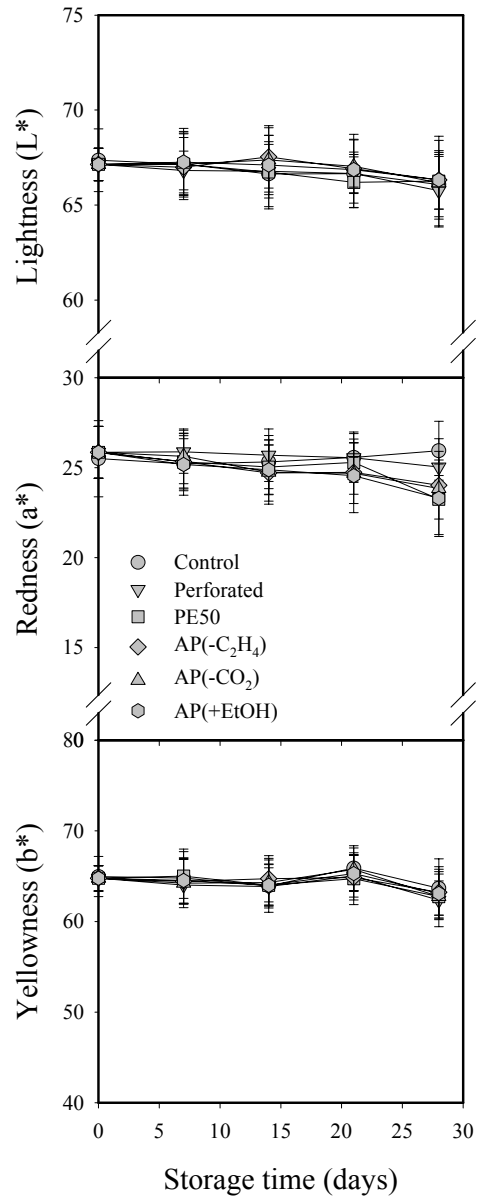 75
70
65
60
Lightness (L*)
30
25
20
15
Redness (a*)
Control
Perforated
PE50
AP(-C₂H₄)
AP(-CO₂)
AP(+EtOH)
80
70
60
50
40
Yellowness (b*)
0 5 10 15 20 25 30
Storage time (days)